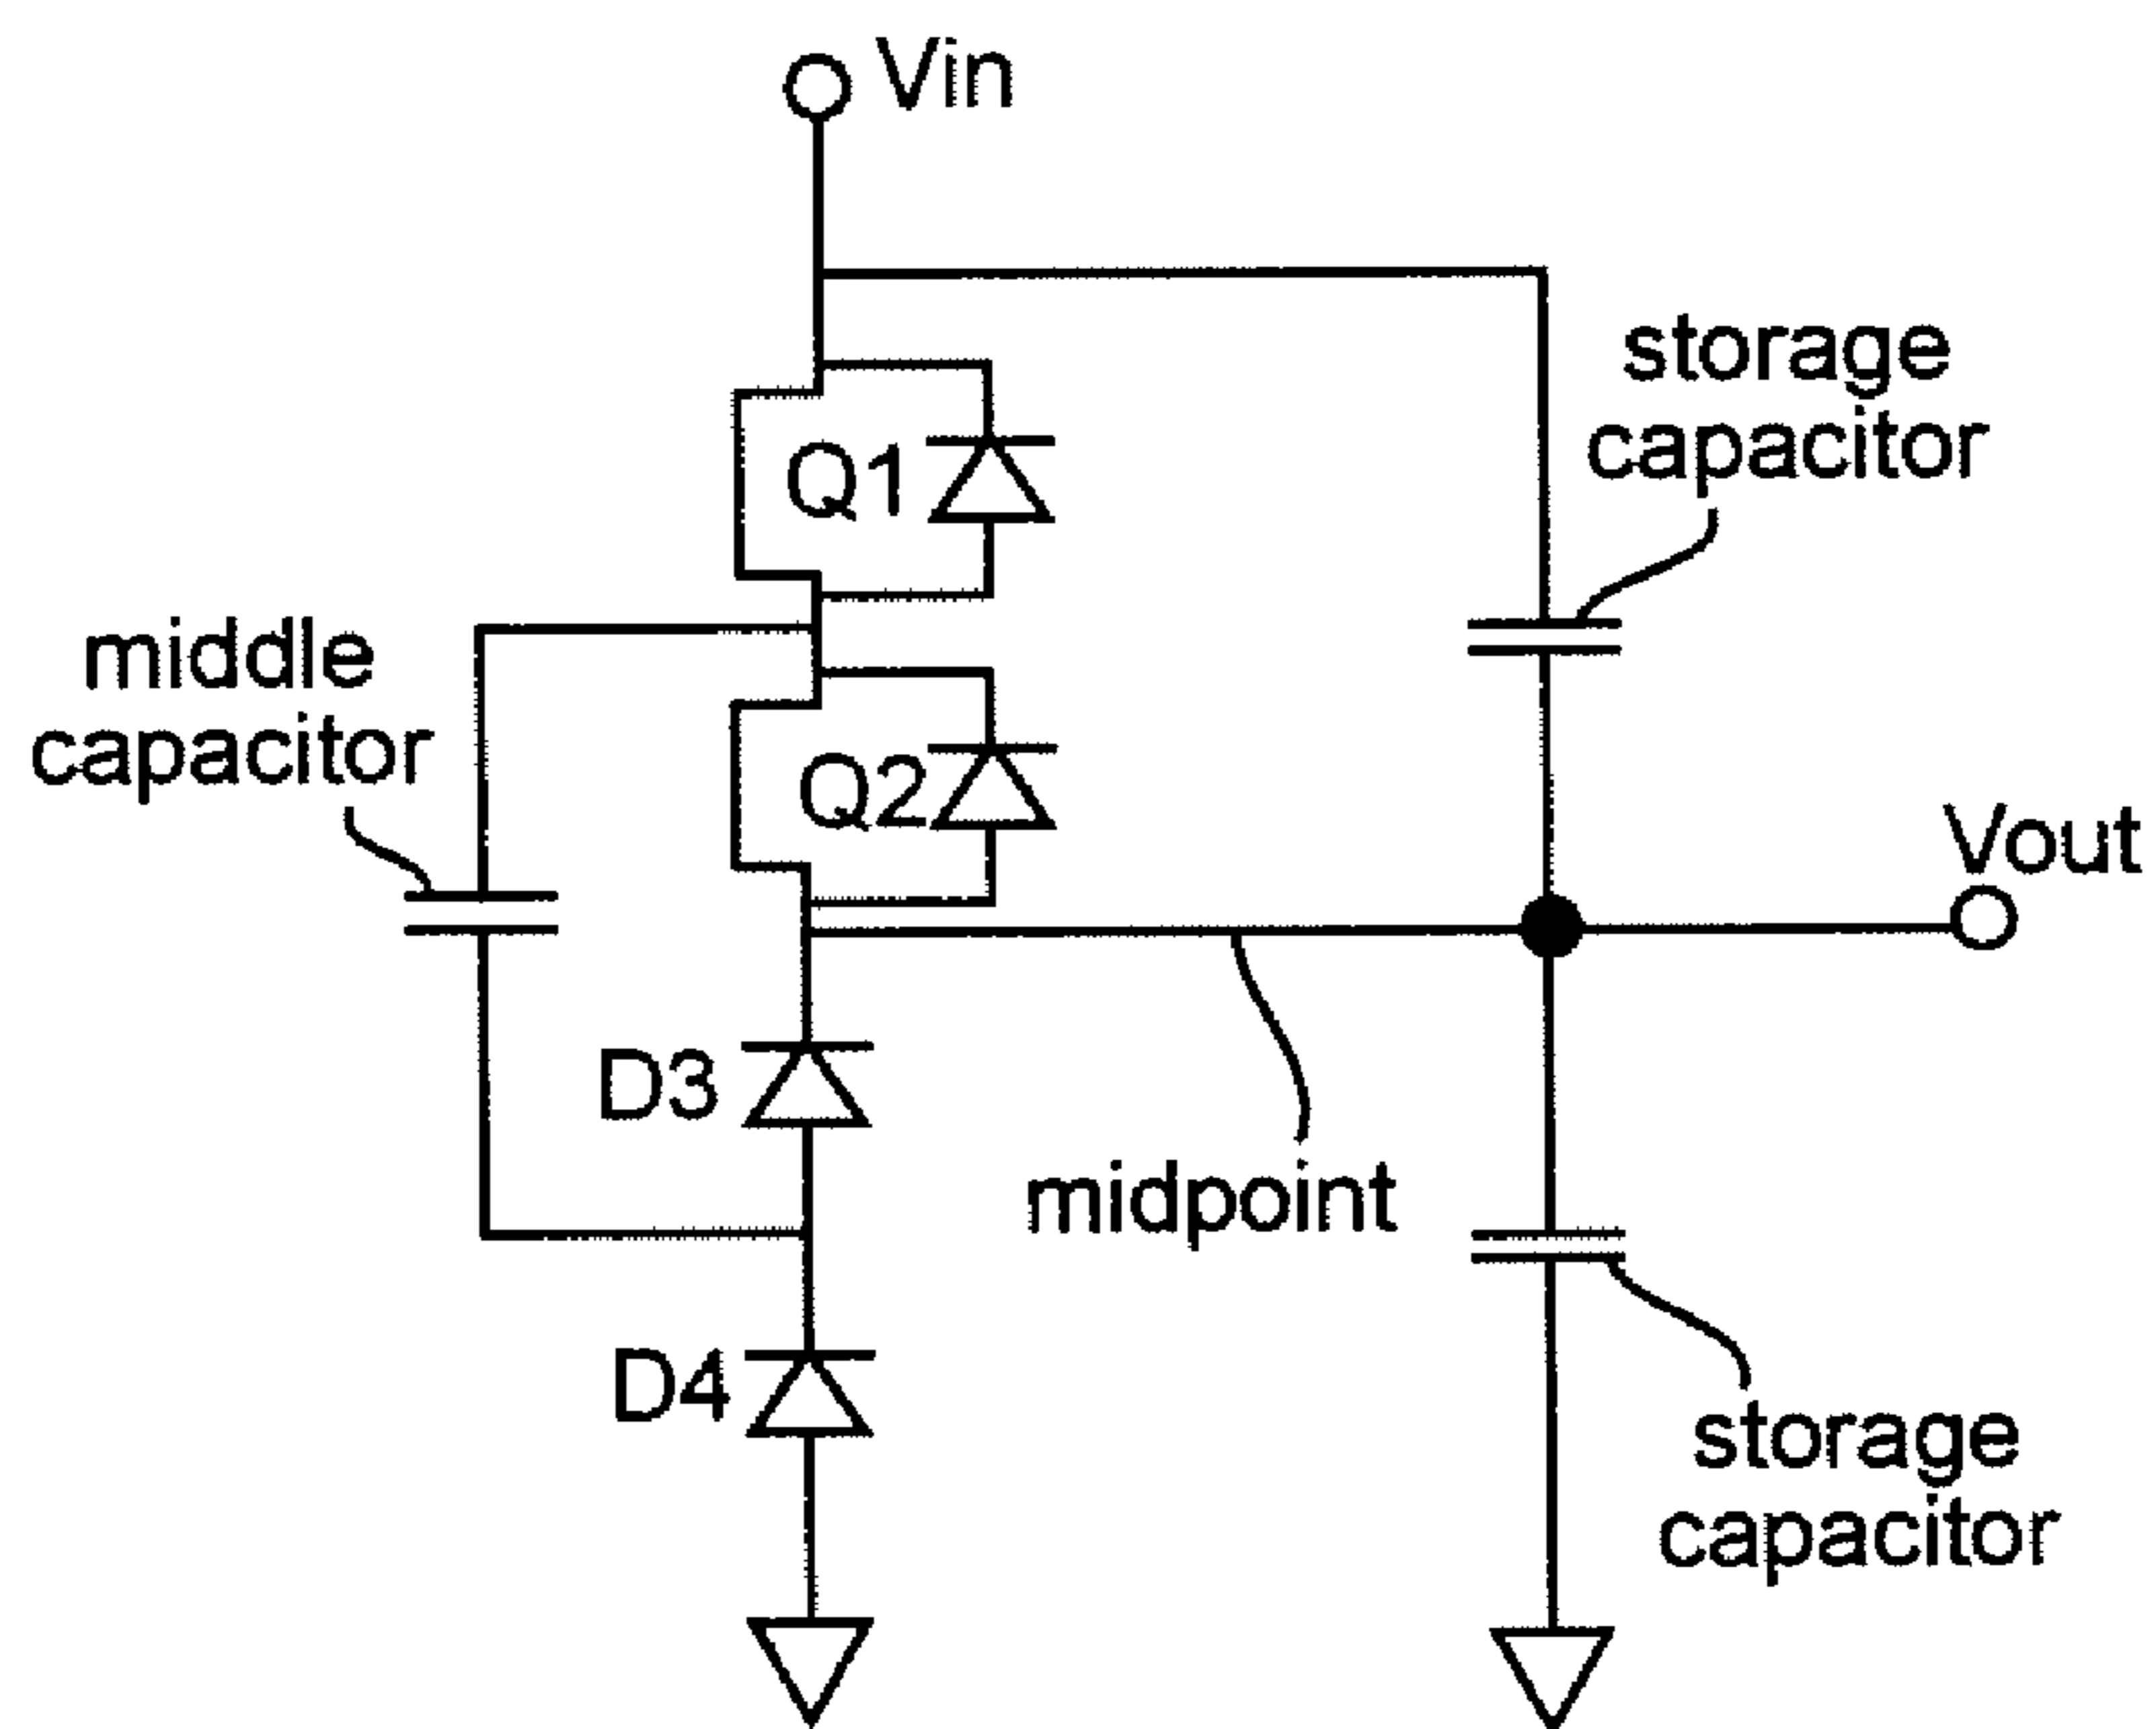 Vin
storage
capacitor
Q1
middle
capacitor
Q2
Vout
D3
midpoint
D4
storage
capacitor